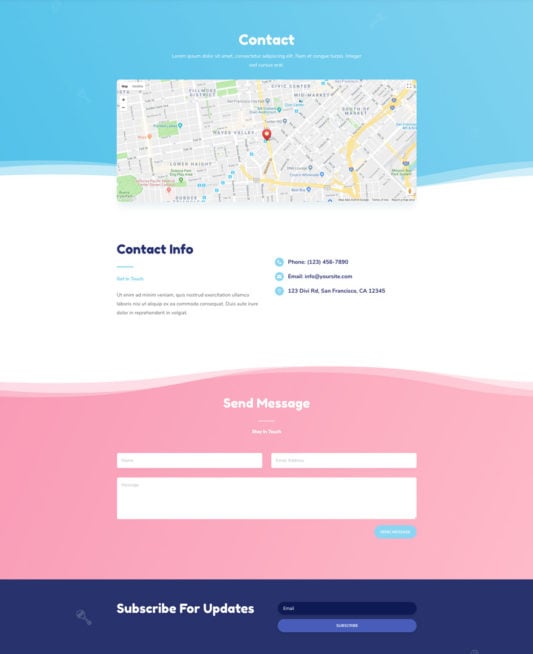 Contact
Lorem ipsum dolor sit amet, consectetur adipiscing elit. Nam et congue turpis. Integer
sed cursus erat.
Map
CIVIC CENTER
FILLMORE
DISTRICT
MID-MARKET
SOUTH OF
MARKET
HAYES VALLEY
LOWER HAIGHT
Contact Info
Get In Touch
Ut enim ad minim veniam, quis nostrud exercitation ullamco
laboris nisi ut aliquip ex ea commodo consequat. Duis aute irure
dolor in reprehenderit in volupt.
Phone: (123) 456-7890
Email: info@yoursite.com
123 Divi Rd, San Francisco, CA 12345
Send Message
Stay In Touch
Name
Email Address
Message
SEND MESSAGE
Subscribe For Updates
Email
SUBSCRIBE